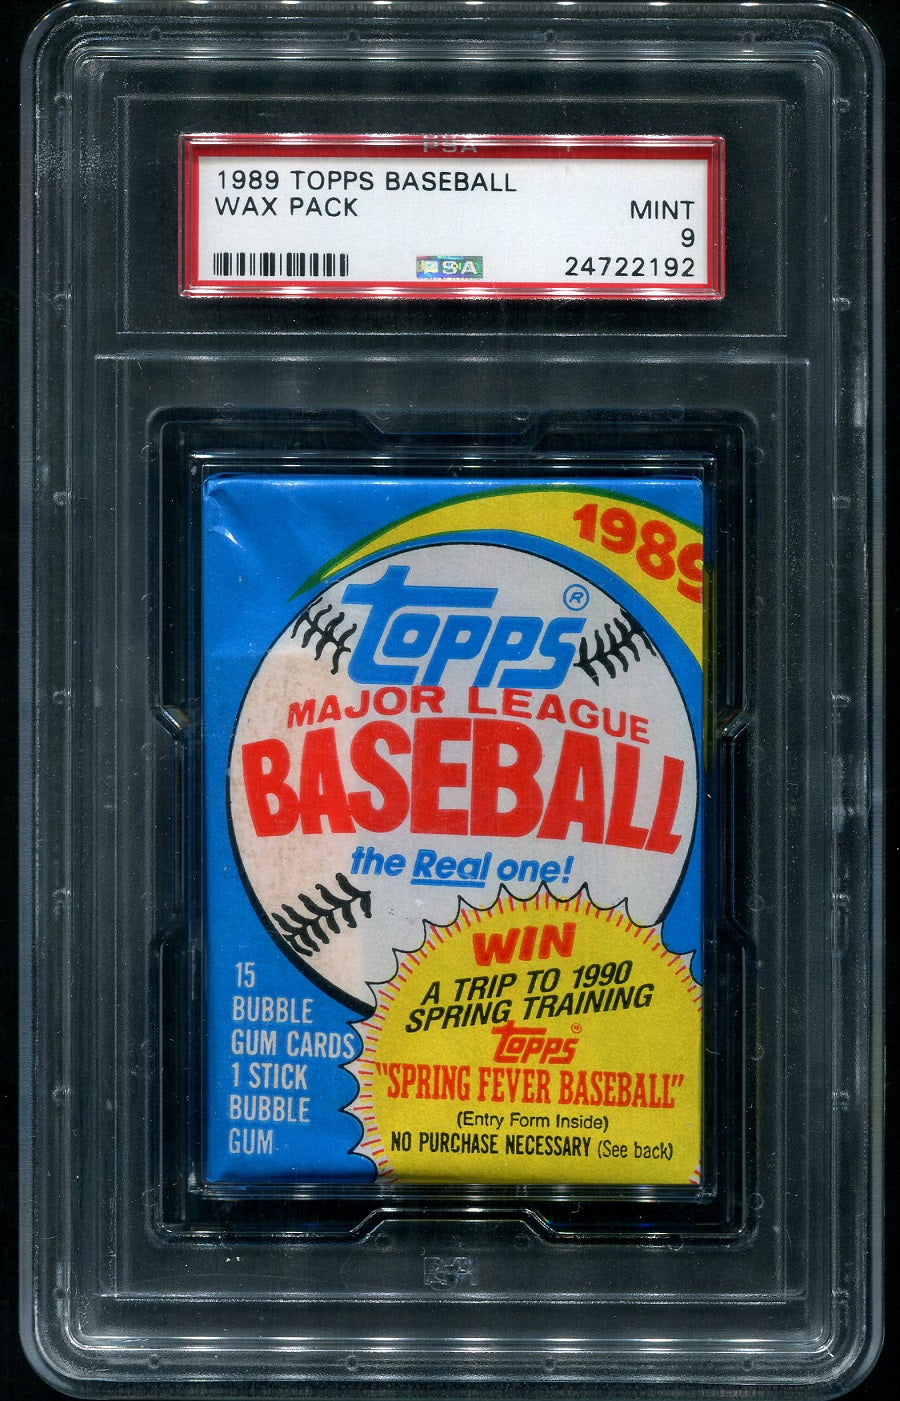 PSA
1989 TOPPS BASEBALL
WAX PACK
MINT
9
PSA
24722192
1989
topps ®
MAJOR LEAGUE
BASEBALL
the Real one!
WIN
A TRIP TO 1990
SPRING TRAINING
topps®
"SPRING FEVER BASEBALL"
(Entry Form Inside)
NO PURCHASE NECESSARY (See back)
15
BUBBLE
GUM CARDS
1 STICK
BUBBLE
GUM
PSA